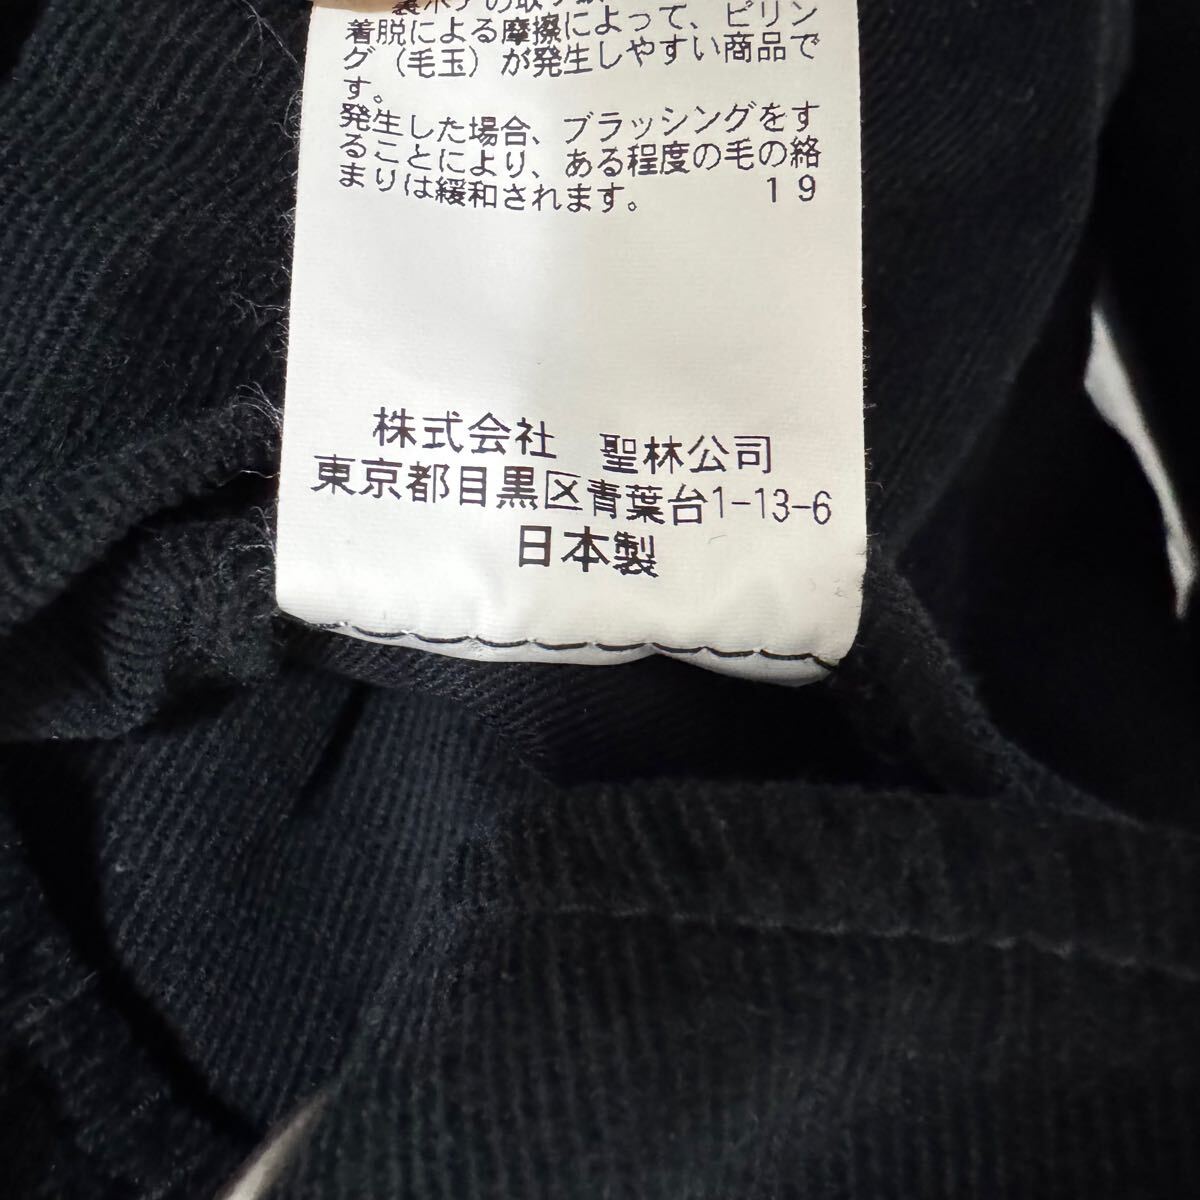 着脱による摩擦によって、ピリン
グ（毛玉）が発生しやすい商品で
す。
発生した場合、ブラッシングをす
ることにより、ある程度の毛の絡
まりは緩和されます。 19
株式会社 聖林公司
東京都目黒区青葉台1-13-6
日本製